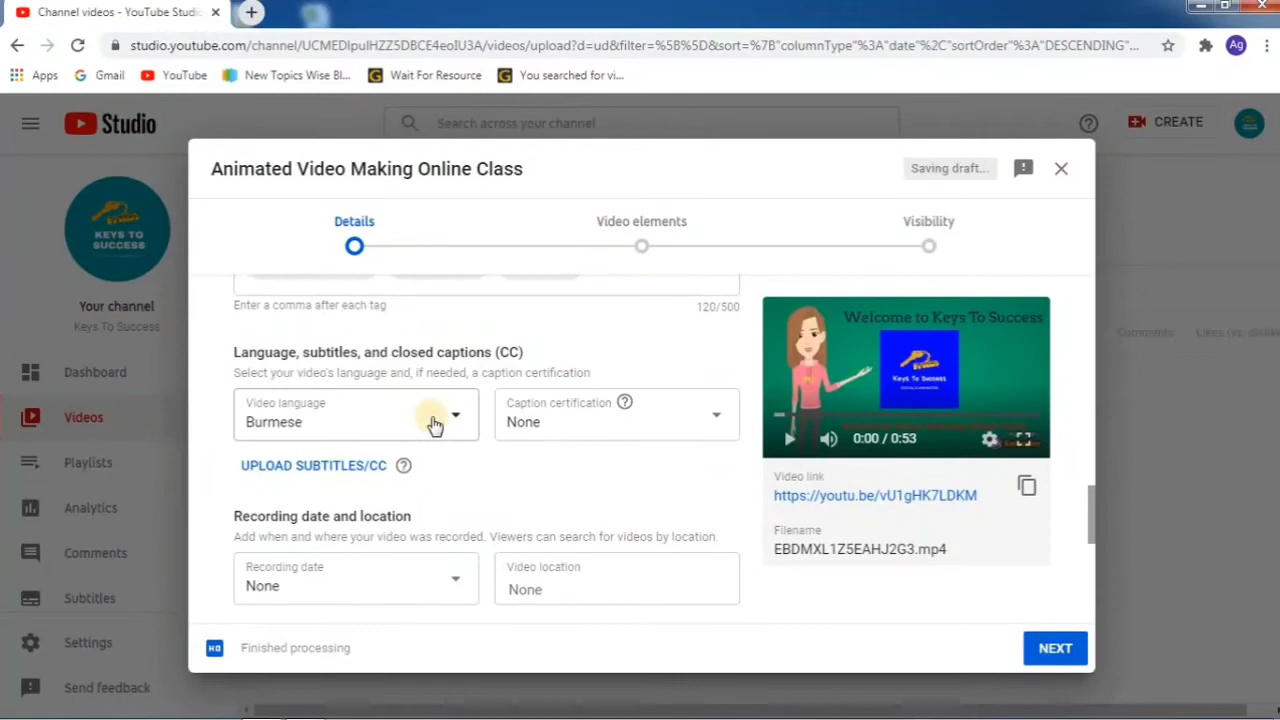 Channel videos - YouTube Studio
studio.youtube.com/channel/UCMEDIpuIHZZ5DBCE4eoIU3A/videos/upload?d=ud&filter=%5B%5D&sort=%7B"columnType"%3A"date"%2C"sortOrder"%3A"DESCENDING"...
Ag
Apps
Gmail
YouTube
New Topics Wise Bl...
Wait For Resource
You searched for vi...
Studio
Search across your channel
CREATE
Animated Video Making Online Class
Saving draft...
Details
Video elements
Visibility
KEYS TO
SUCCESS
Your channel
Keys To Success
Dashboard
Videos
Playlists
Analytics
Comments
Subtitles
Settings
Send feedback
Enter a comma after each tag
120/500
Language, subtitles, and closed captions (CC)
Select your video's language and, if needed, a caption certification
Video language
Burmese
Caption certification
None
UPLOAD SUBTITLES/CC
Recording date and location
Add when and where your video was recorded. Viewers can search for videos by location.
Recording date
None
Video location
None
Welcome to Keys To Success
Keys To Success
0:00 / 0:53
Video link
https://youtu.be/vU1gHK7LDKM
Filename
EBDMXL1Z5EAHJ2G3.mp4
Comments
Likes (vs. dislike
HD
Finished processing
NEXT